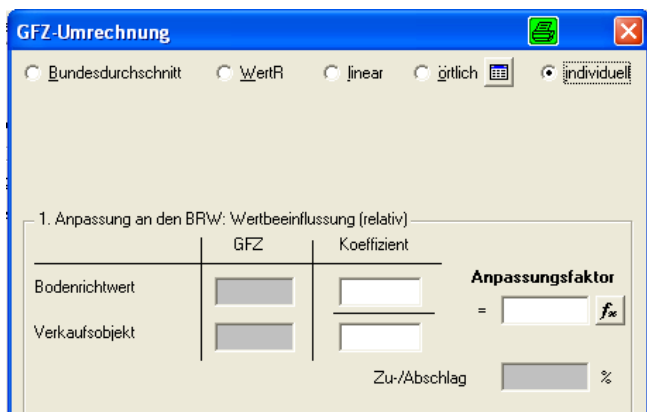 GFZ-Umrechnung
Bundesdurchschnitt WertR linear örtlich individuell
1. Anpassung an den BRW: Wertbeeinflussung (relativ)
GFZ Koeffizient
Anpassungsfaktor
Bodenrichtwert
= fx
Verkaufsobjekt
Zu-/Abschlag %